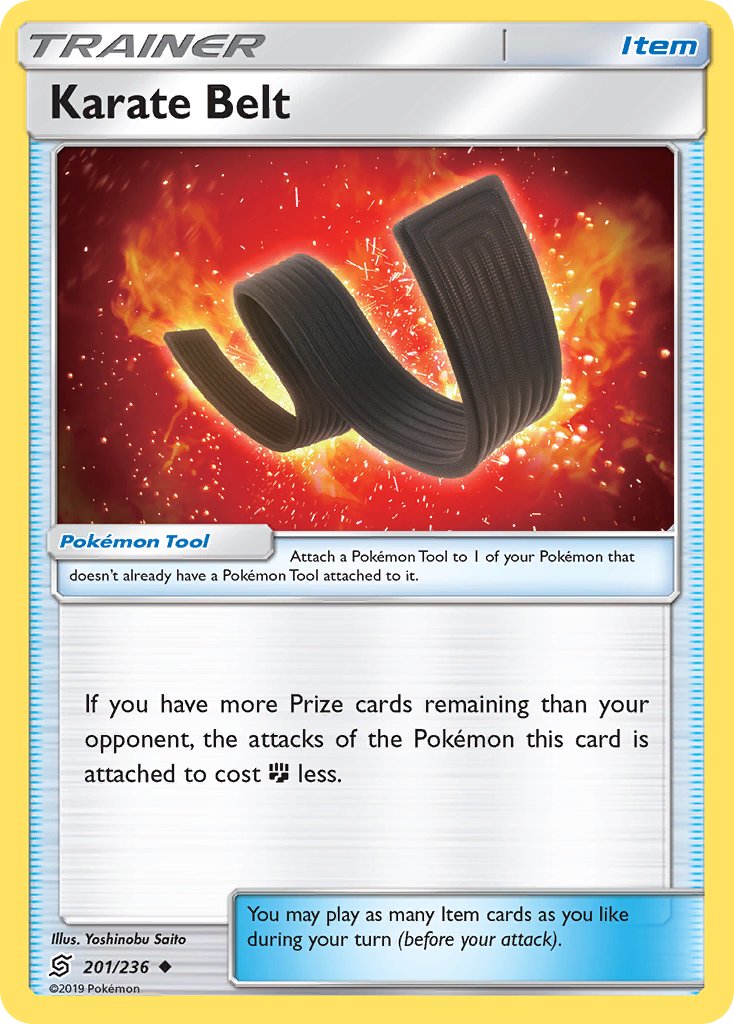 TRAINER
Item
Karate Belt
Pokémon Tool
Attach a Pokémon Tool to 1 of your Pokémon that
doesn't already have a Pokémon Tool attached to it.
If you have more Prize cards remaining than your
opponent, the attacks of the Pokémon this card is
attached to cost less.
You may play as many Item cards as you like
during your turn (before your attack).
Illus. Yoshinobu Saito
201/236
©2019 Pokémon